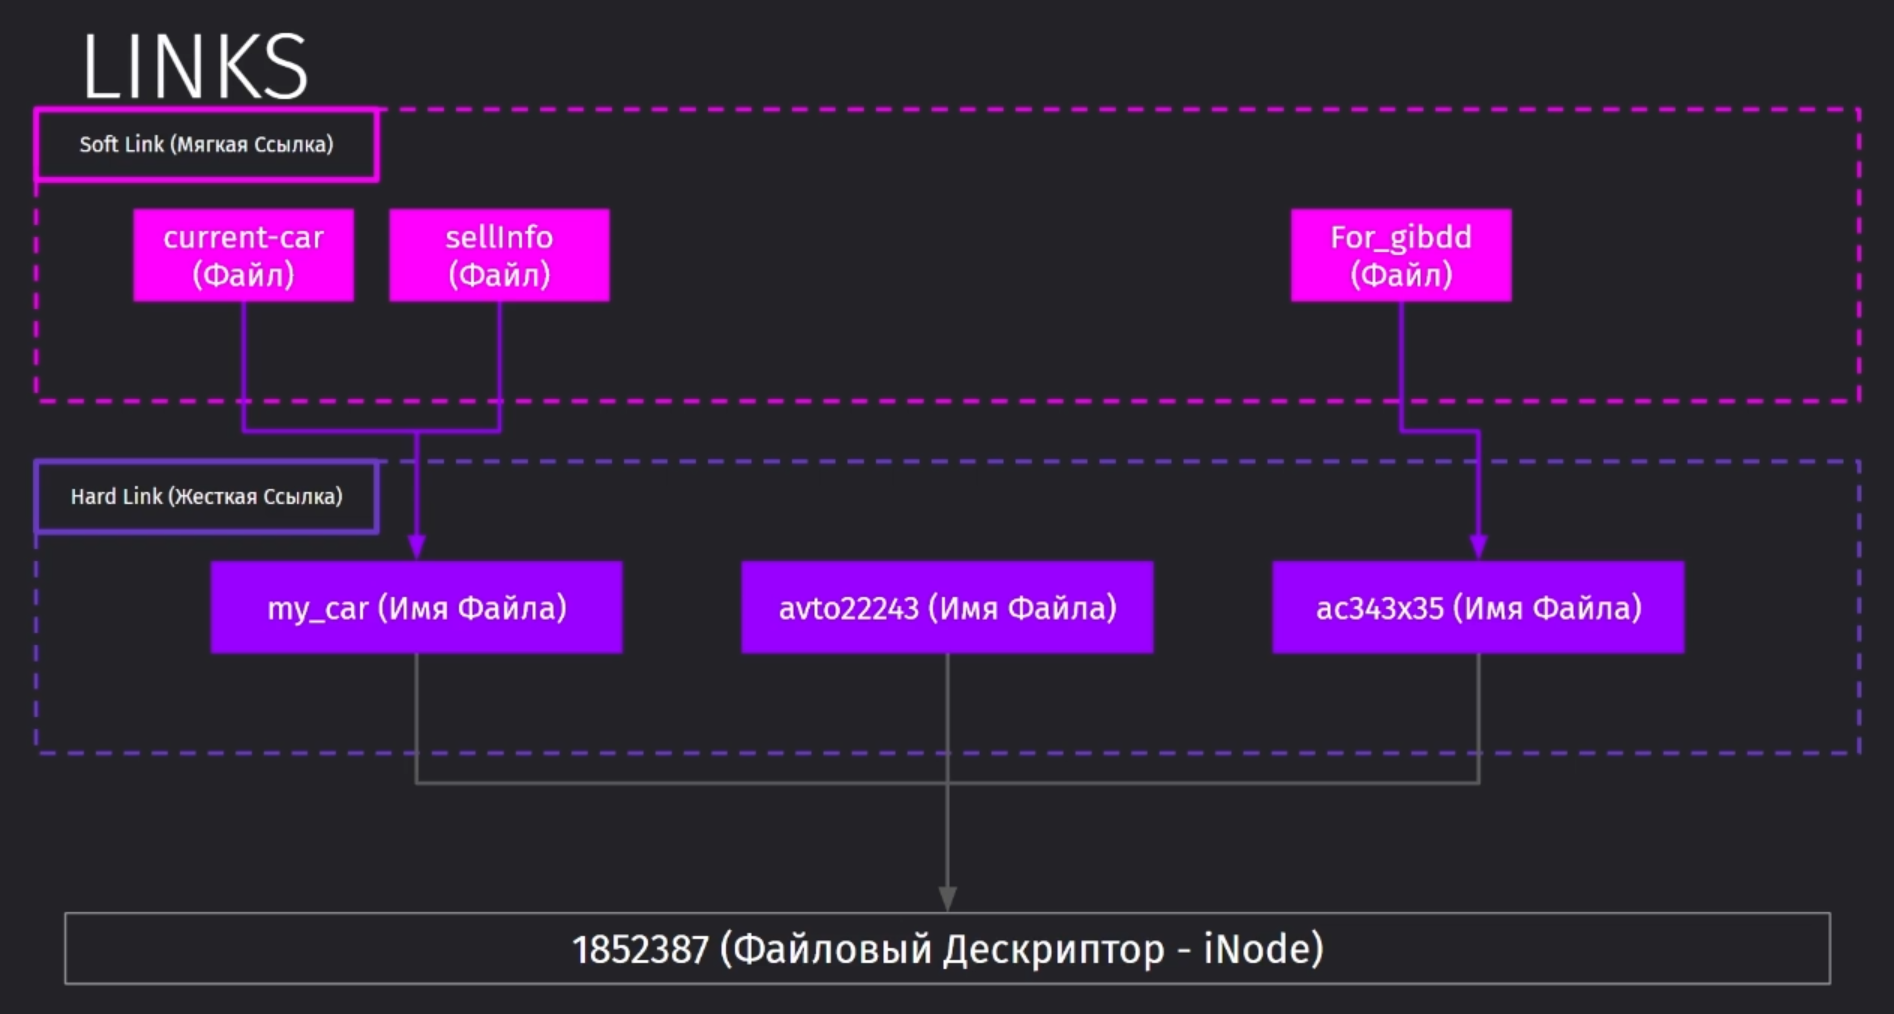 LINKS
Soft Link (Мягкая Ссылка)
current-car
(Файл)
sellInfo
(Файл)
For_gibdd
(Файл)
Hard Link (Жесткая Ссылка)
my_car (Имя Файла)
avto22243 (Имя Файла)
ac343x35 (Имя Файла)
1852387 (Файловый Дескриптор - iNode)